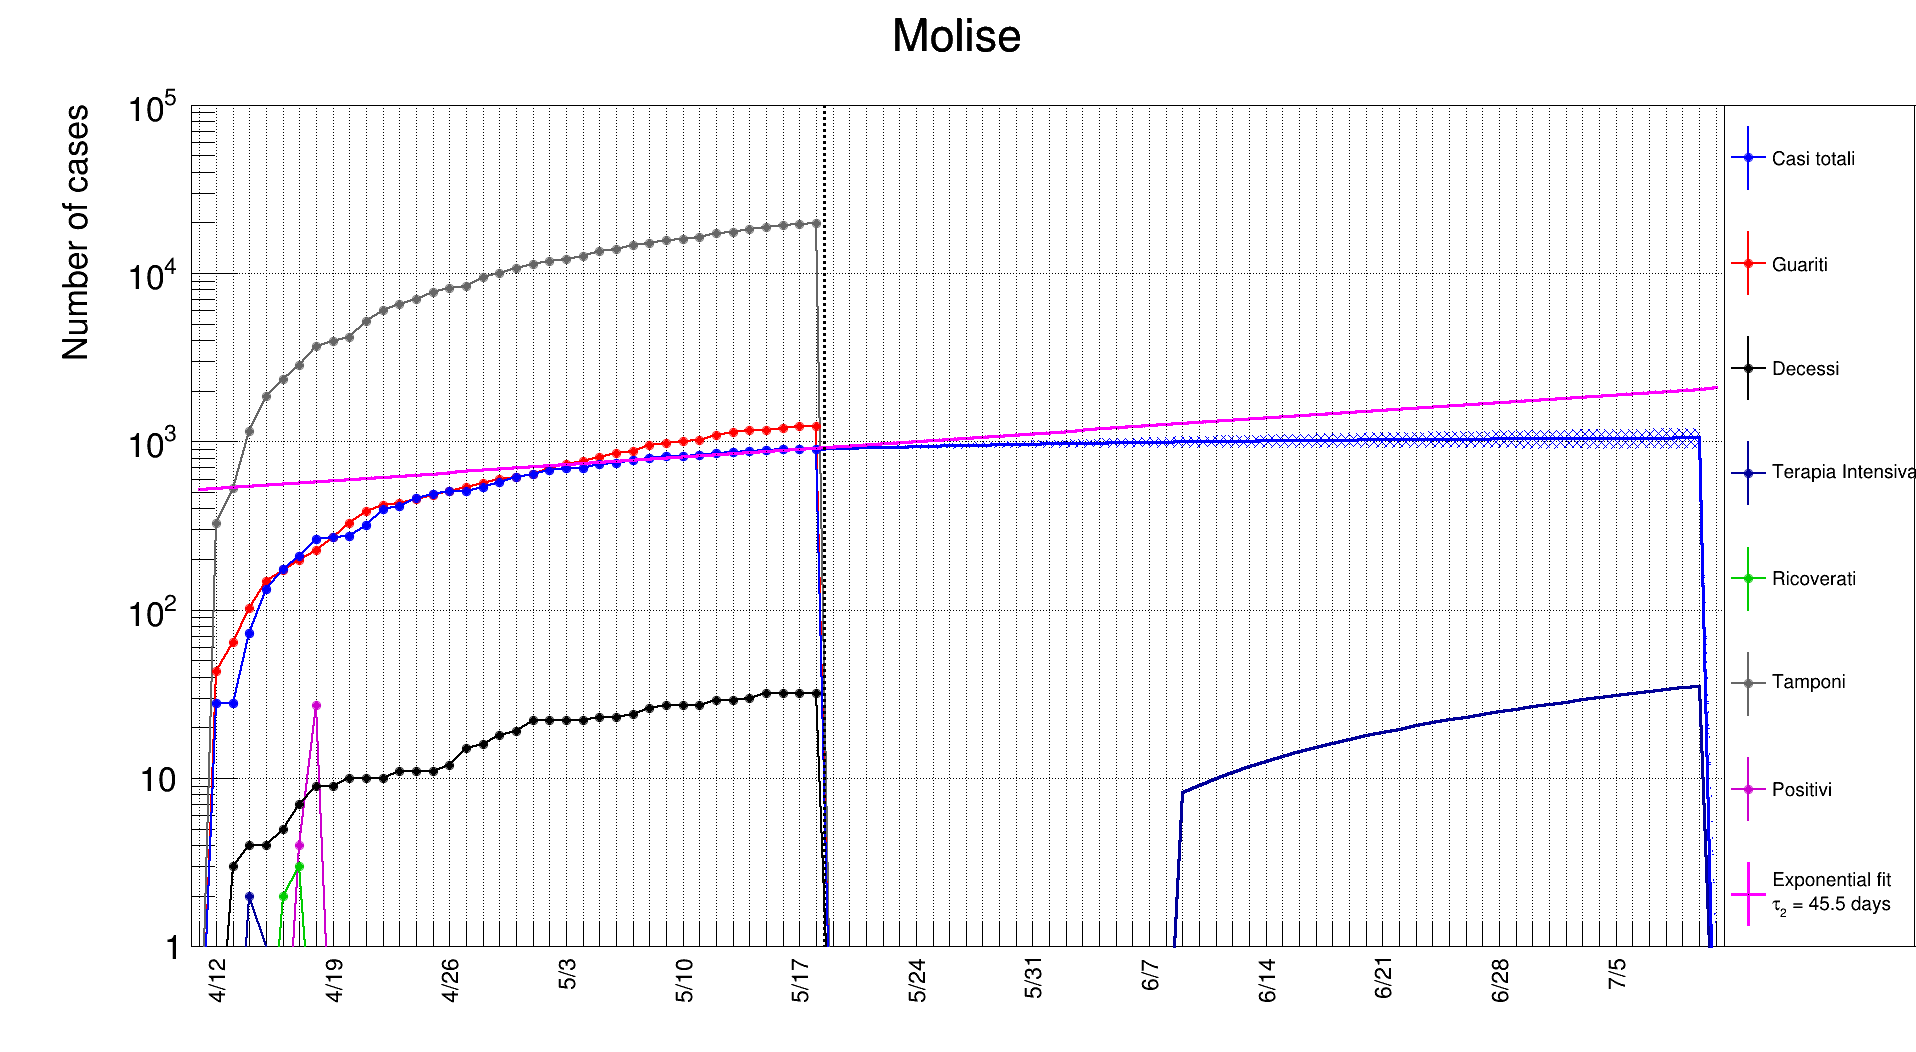 Molise
Number of cases
10^5
10^4
10^3
10^2
10
1
4/12
4/19
4/26
5/3
5/10
5/17
5/24
5/31
6/7
6/14
6/21
6/28
7/5
Casi totali
Guariti
Decessi
Terapia Intensiva
Ricoverati
Tamponi
Positivi
Exponential fit
τ_2 = 45.5 days